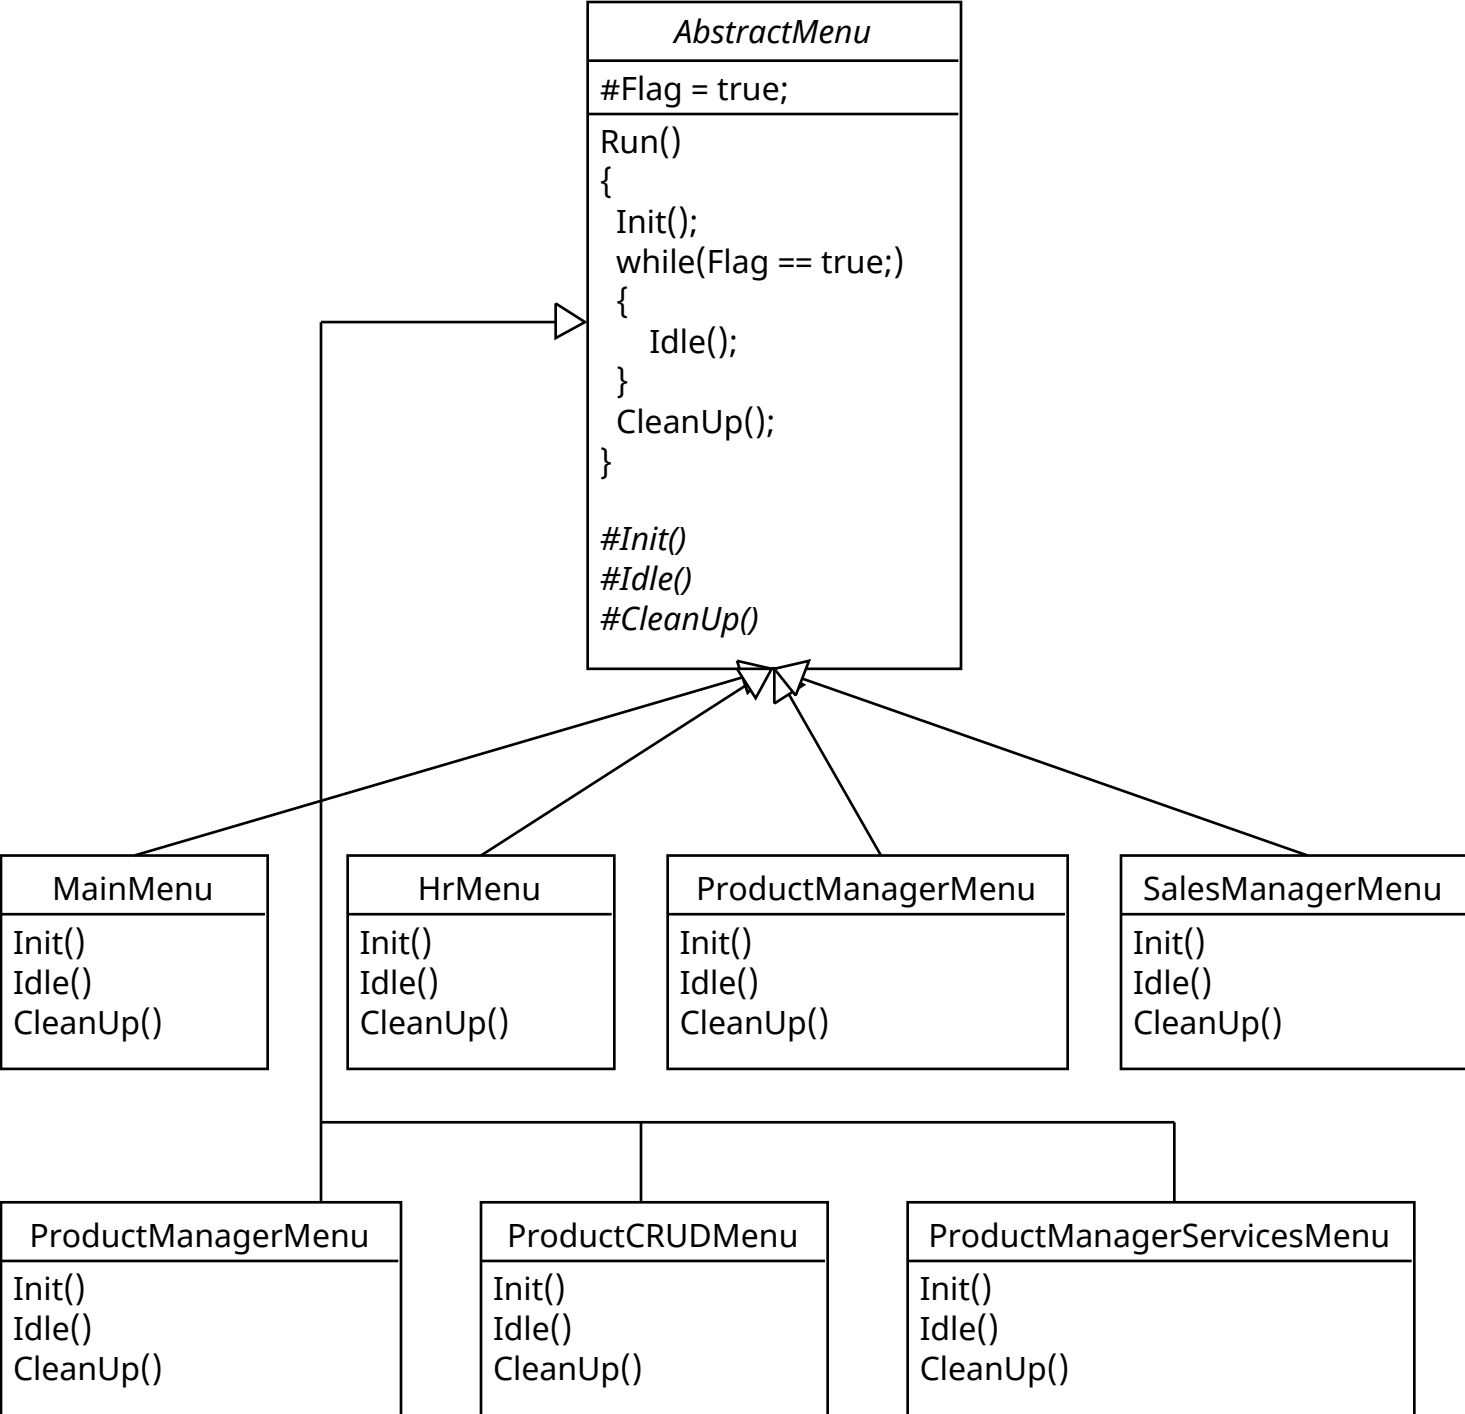 AbstractMenu
#Flag = true;
Run()
{
Init();
while(Flag == true;)
{
Idle();
}
CleanUp();
}
#Init()
#Idle()
#CleanUp()
MainMenu
Init()
Idle()
CleanUp()
HrMenu
Init()
Idle()
CleanUp()
ProductManagerMenu
Init()
Idle()
CleanUp()
SalesManagerMenu
Init()
Idle()
CleanUp()
ProductManagerMenu
Init()
Idle()
CleanUp()
ProductCRUDMenu
Init()
Idle()
CleanUp()
ProductManagerServicesMenu
Init()
Idle()
CleanUp()